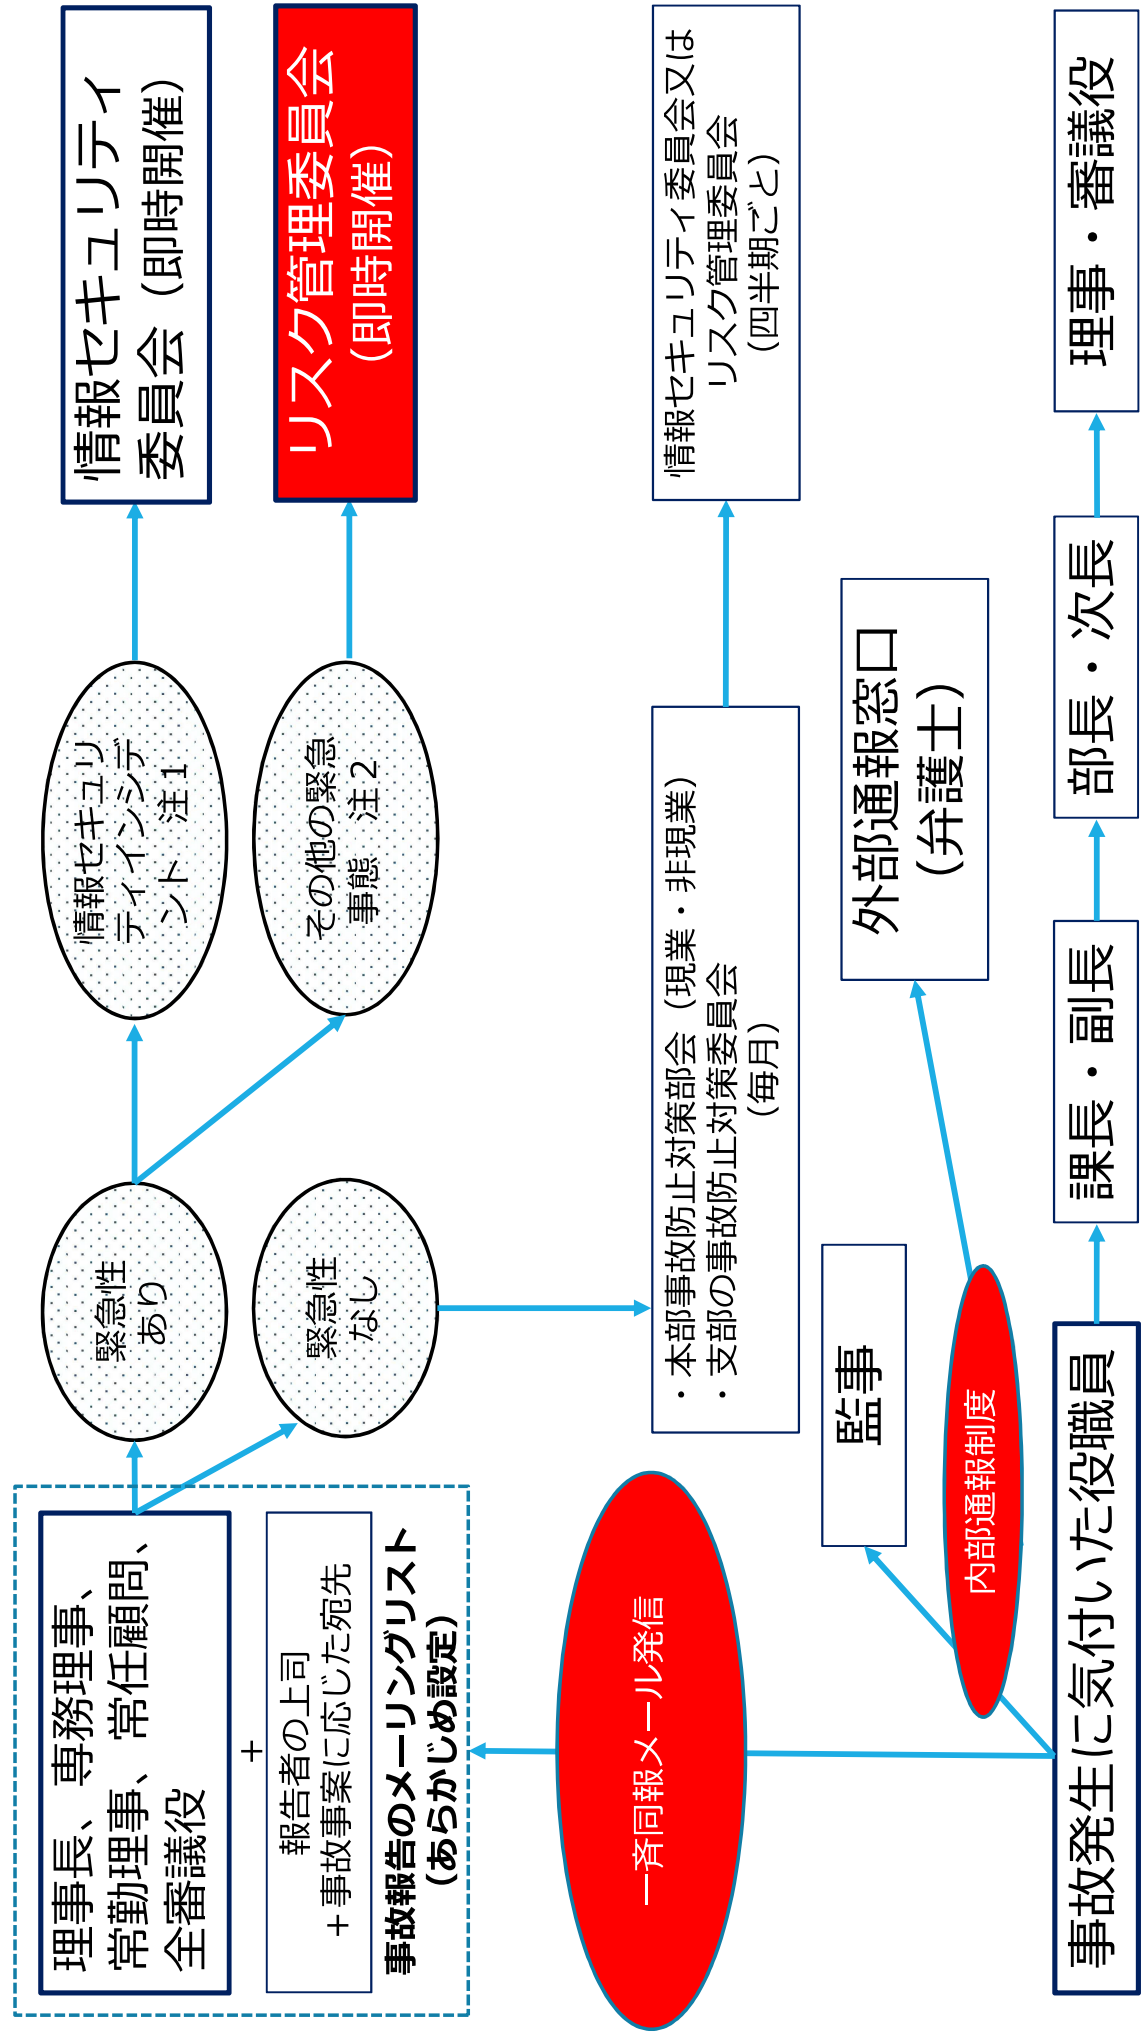 理事長、専務理事、
常勤理事、常任顧問、
全審議役
＋
報告者の上司
＋事故事案に応じた宛先
事故報告のメーリングリスト
（あらかじめ設定）
緊急性
あり
緊急性
なし
情報セキュリ
ティインシデ
ント　注１
その他の緊急
事態　注２
情報セキュリティ
委員会（即時開催）
リスク管理委員会
（即時開催）
一斉同報メール発信
・本部事故防止対策部会（現業・非現業）
・支部の事故防止対策委員会
（毎月）
情報セキュリティ委員会又は
リスク管理委員会
（四半期ごと）
監事
外部通報窓口
（弁護士）
内部通報制度
事故発生に気付いた役職員
課長・副長
部長・次長
理事・審議役